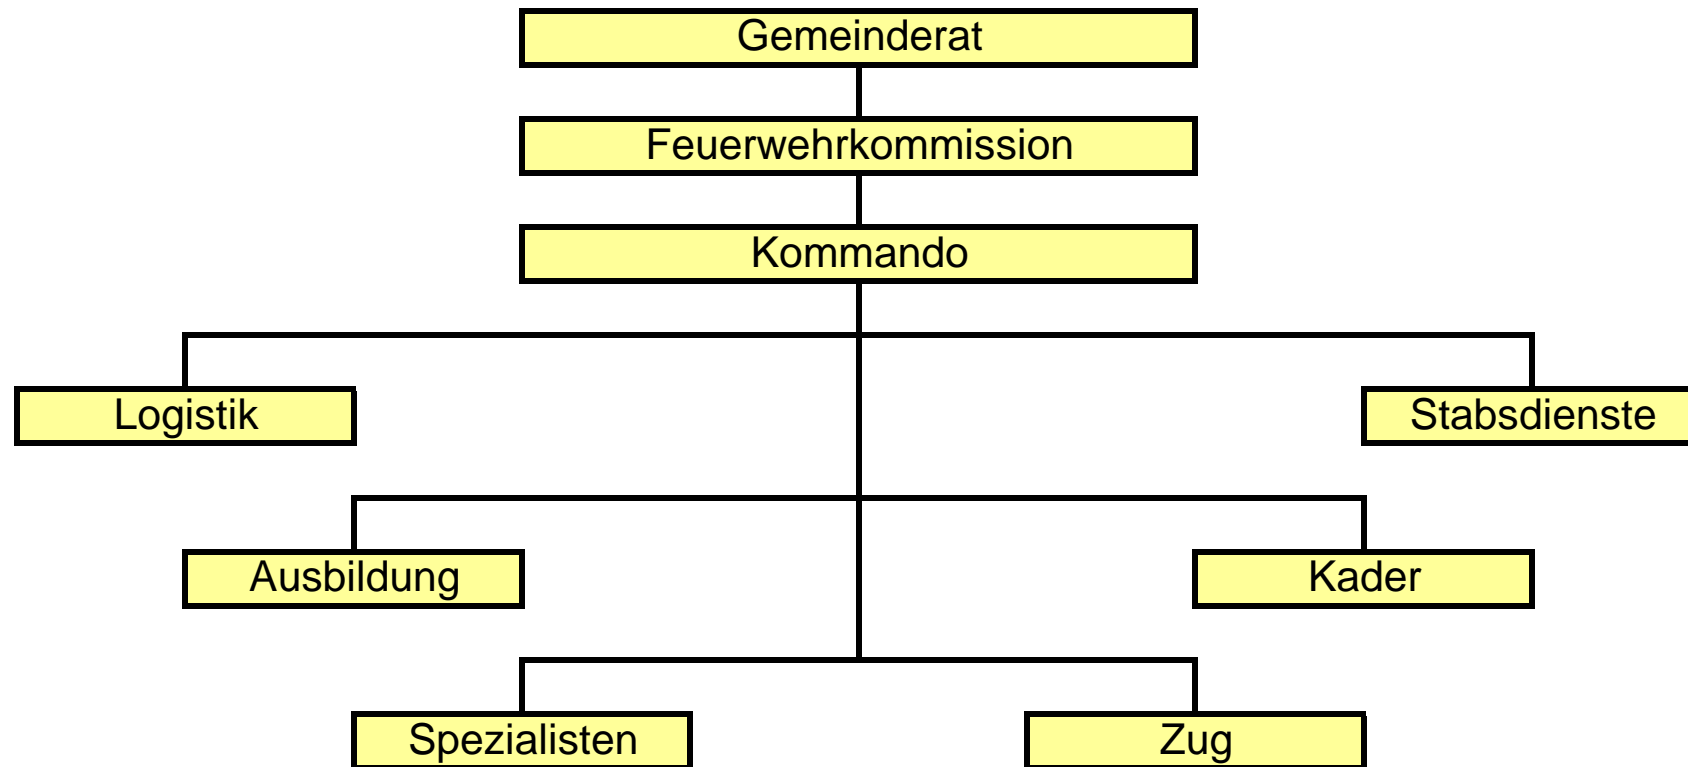 Gemeinderat
Feuerwehrkommission
Kommando
Logistik
Stabsdienste
Ausbildung
Kader
Spezialisten
Zug